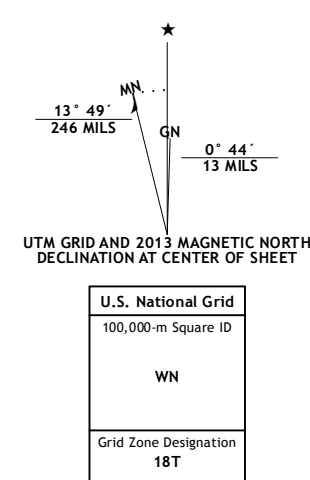 ★
MN
13° 49´
246 MILS
GN
0° 44´
13 MILS
UTM GRID AND 2013 MAGNETIC NORTH
DECLINATION AT CENTER OF SHEET
U.S. National Grid
100,000-m Square ID
WN
Grid Zone Designation
18T